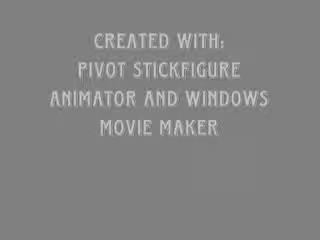 CREATED WITH:
PIVOT STICKFIGURE
ANIMATOR AND WINDOWS
MOVIE MAKER